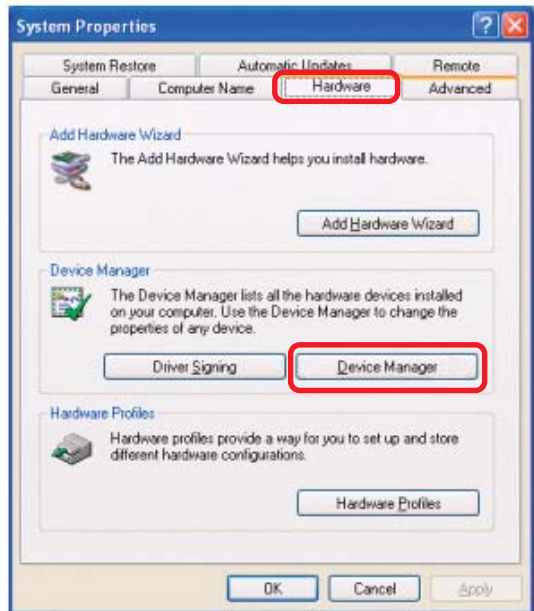 System Properties
System Restore Automatic Updates Remote
General Computer Name Hardware Advanced
Add Hardware Wizard
The Add Hardware Wizard helps you install hardware.
Add Hardware Wizard
Device Manager
The Device Manager lists all the hardware devices installed
on your computer. Use the Device Manager to change the
properties of any device.
Driver Signing Device Manager
Hardware Profiles
Hardware profiles provide a way for you to set up and store
different hardware configurations.
Hardware Profiles
OK Cancel Apply